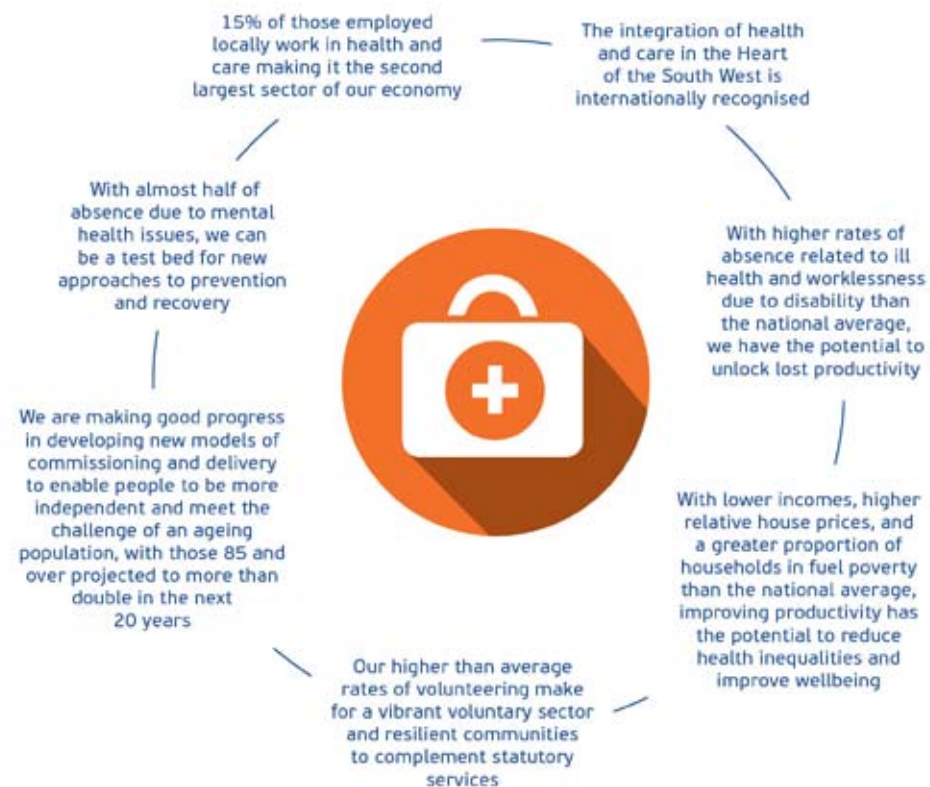 15% of those employed
locally work in health and
care making it the second
largest sector of our economy
The integration of health
and care in the Heart
of the South West is
internationally recognised
With higher rates of
absence related to ill
health and worklessness
due to disability than
the national average,
we have the potential to
unlock lost productivity
With lower incomes, higher
relative house prices, and
a greater proportion of
households in fuel poverty
than the national average,
improving productivity has
the potential to reduce
health inequalities and
improve wellbeing
Our higher than average
rates of volunteering make
for a vibrant voluntary sector
and resilient communities
to complement statutory
services
We are making good progress
in developing new models of
commissioning and delivery
to enable people to be more
independent and meet the
challenge of an ageing
population, with those 85 and
over projected to more than
double in the next
20 years
With almost half of
absence due to mental
health issues, we can
be a test bed for new
approaches to prevention
and recovery